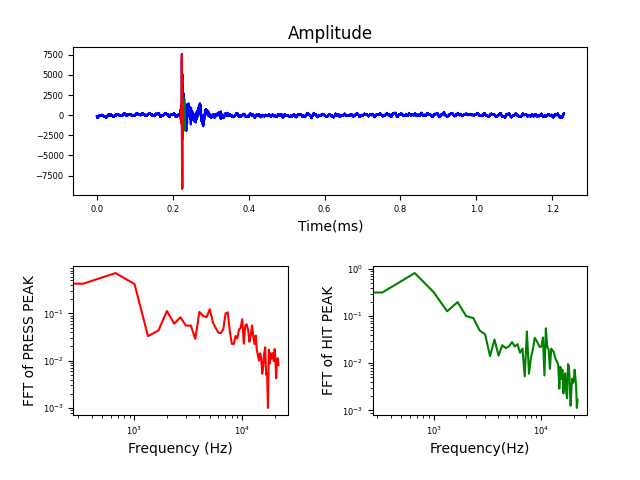 Amplitude
7500
5000
2500
0
−2500
−5000
−7500
0.0 0.2 0.4 0.6 0.8 1.0 1.2
Time(ms)
FFT of PRESS PEAK
10⁻¹
10⁻²
10⁻³
10³ 10⁴
Frequency (Hz)
FFT of HIT PEAK
10⁰
10⁻¹
10⁻²
10⁻³
10³ 10⁴
Frequency(Hz)